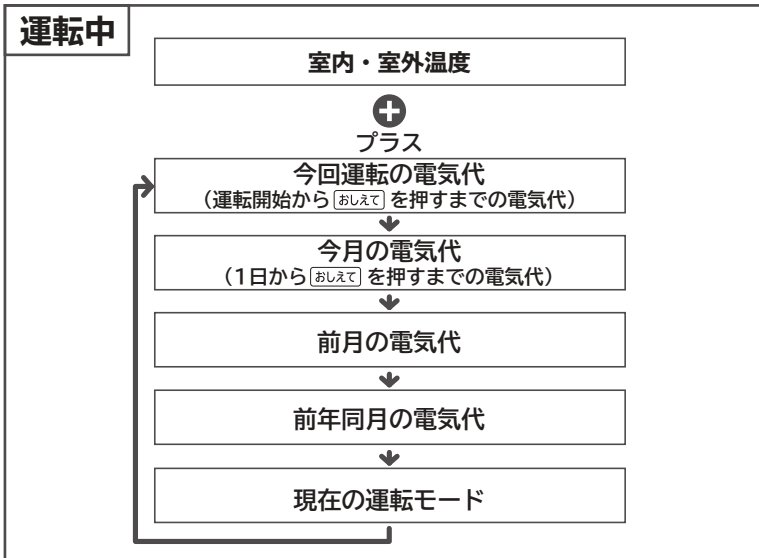 運転中
室内・室外温度
プラス
今回運転の電気代
（運転開始からおしえてを押すまでの電気代）
今月の電気代
（1日からおしえてを押すまでの電気代）
前月の電気代
前年同月の電気代
現在の運転モード